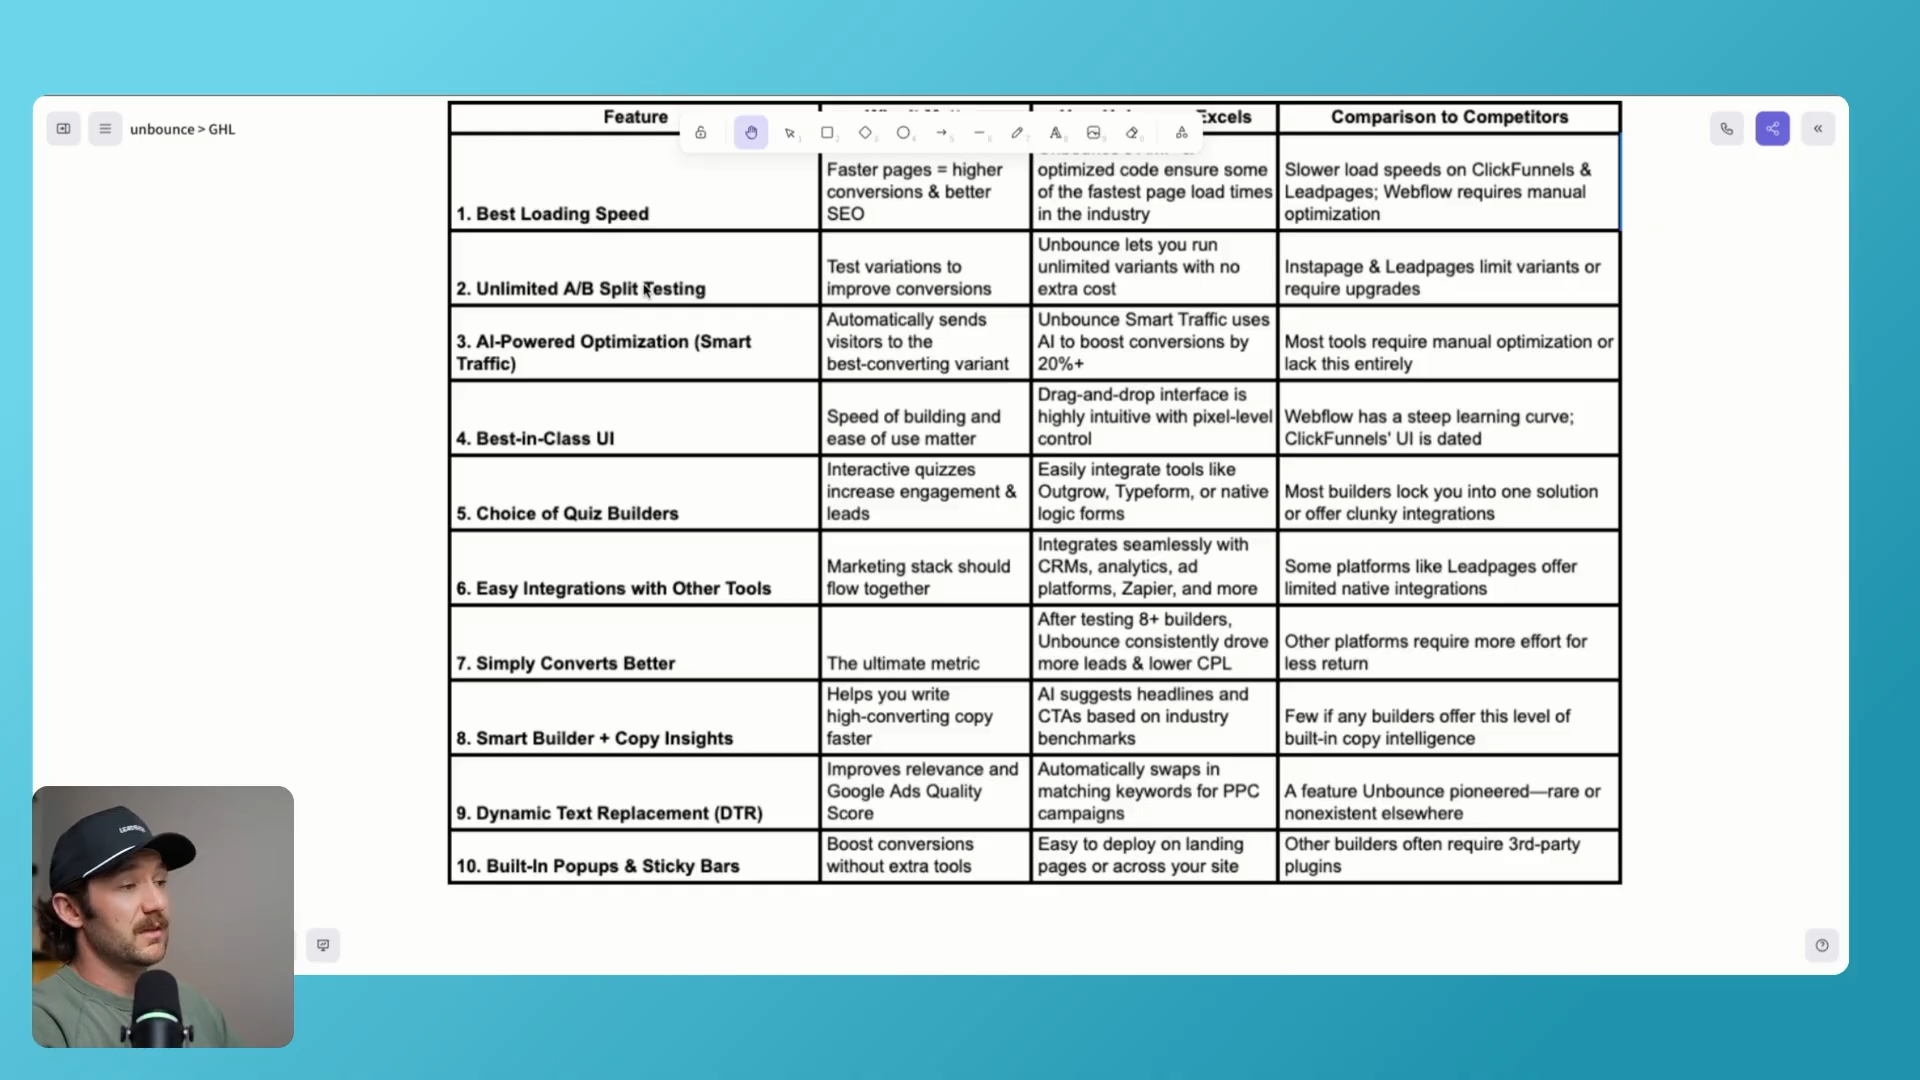 unbounce > GHL
Feature
Excels
Comparison to Competitors
1. Best Loading Speed
Faster pages = higher
conversions & better
SEO
optimized code ensure some
of the fastest page load times
in the industry
Slower load speeds on ClickFunnels &
Leadpages; Webflow requires manual
optimization
2. Unlimited A/B Split Testing
Test variations to
improve conversions
Unbounce lets you run
unlimited variants with no
extra cost
Instapage & Leadpages limit variants or
require upgrades
3. AI-Powered Optimization (Smart
Traffic)
Automatically sends
visitors to the
best-converting variant
Unbounce Smart Traffic uses
AI to boost conversions by
20%+
Most tools require manual optimization or
lack this entirely
4. Best-in-Class UI
Speed of building and
ease of use matter
Drag-and-drop interface is
highly intuitive with pixel-level
control
Webflow has a steep learning curve;
ClickFunnels' UI is dated
5. Choice of Quiz Builders
Interactive quizzes
increase engagement &
leads
Easily integrate tools like
Outgrow, Typeform, or native
logic forms
Most builders lock you into one solution
or offer clunky integrations
6. Easy Integrations with Other Tools
Marketing stack should
flow together
Integrates seamlessly with
CRMs, analytics, ad
platforms, Zapier, and more
Some platforms like Leadpages offer
limited native integrations
7. Simply Converts Better
The ultimate metric
After testing 8+ builders,
Unbounce consistently drove
more leads & lower CPL
Other platforms require more effort for
less return
8. Smart Builder + Copy Insights
Helps you write
high-converting copy
faster
AI suggests headlines and
CTAs based on industry
benchmarks
Few if any builders offer this level of
built-in copy intelligence
9. Dynamic Text Replacement (DTR)
Improves relevance and
Google Ads Quality
Score
Automatically swaps in
matching keywords for PPC
campaigns
A feature Unbounce pioneered—rare or
nonexistent elsewhere
10. Built-In Popups & Sticky Bars
Boost conversions
without extra tools
Easy to deploy on landing
pages or across your site
Other builders often require 3rd-party
plugins